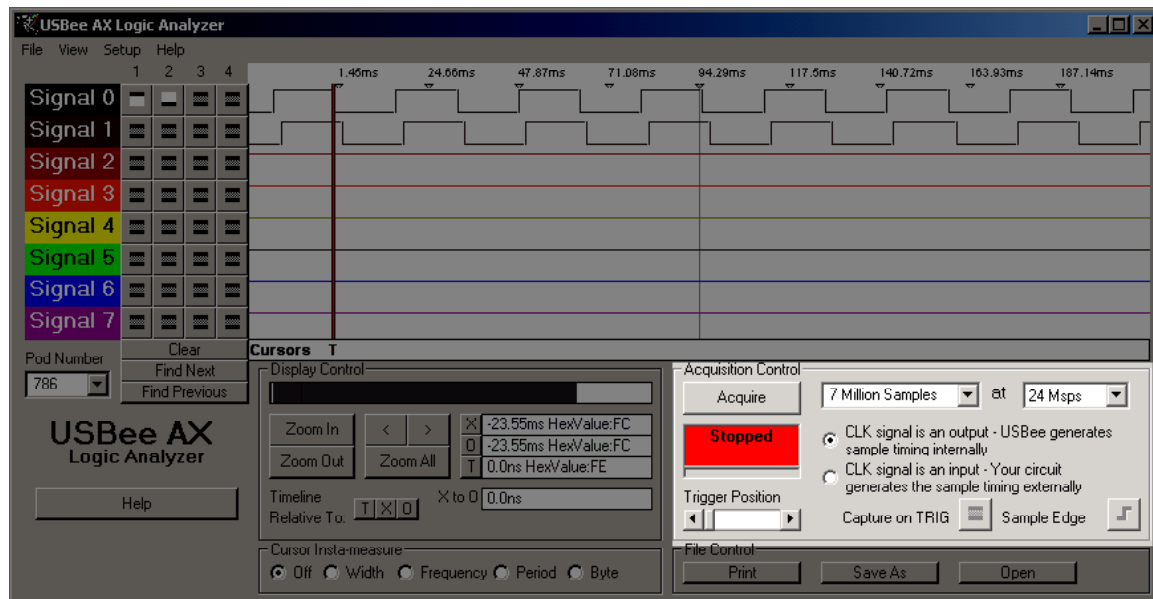 USBee AX Logic Analyzer
File View Setup Help
1 2 3 4
1.45ms 24.66ms 47.87ms 71.08ms 94.29ms 117.5ms 140.72ms 163.93ms 187.14ms
Signal 0
Signal 1
Signal 2
Signal 3
Signal 4
Signal 5
Signal 6
Signal 7
Pod Number
786
Clear
Find Next
Find Previous
USBee AX
Logic Analyzer
Help
Cursors T
Display Control
Zoom In < > X -23.55ms HexValue:FC
O -23.55ms HexValue:FC
Zoom Out Zoom All T 0.0ns HexValue:FE
Timeline
Relative To: T X O X to O 0.0ns
Cursor Insta-measure
Off Width Frequency Period Byte
Acquisition Control
Acquire 7 Million Samples at 24 Msps
Stopped
CLK signal is an output - USBee generates
sample timing internally
CLK signal is an input - Your circuit
generates the sample timing externally
Trigger Position
Capture on TRIG Sample Edge
File Control
Print Save As Open